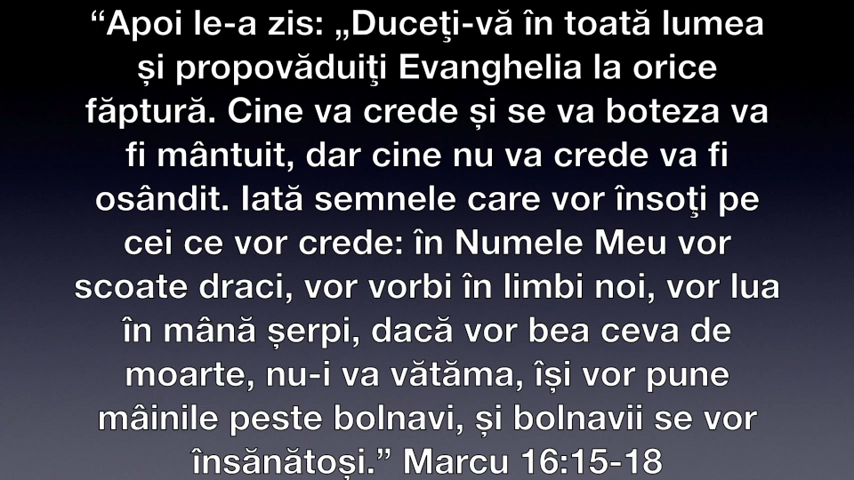 “Apoi le-a zis: „Duceţi-vă în toată lumea
și propovăduiţi Evanghelia la orice
făptură. Cine va crede și se va boteza va
fi mântuit, dar cine nu va crede va fi
osândit. Iată semnele care vor însoţi pe
cei ce vor crede: în Numele Meu vor
scoate draci, vor vorbi în limbi noi, vor lua
în mână șerpi, dacă vor bea ceva de
moarte, nu-i va vătăma, își vor pune
mâinile peste bolnavi, și bolnavii se vor
însănătoși.” Marcu 16:15-18